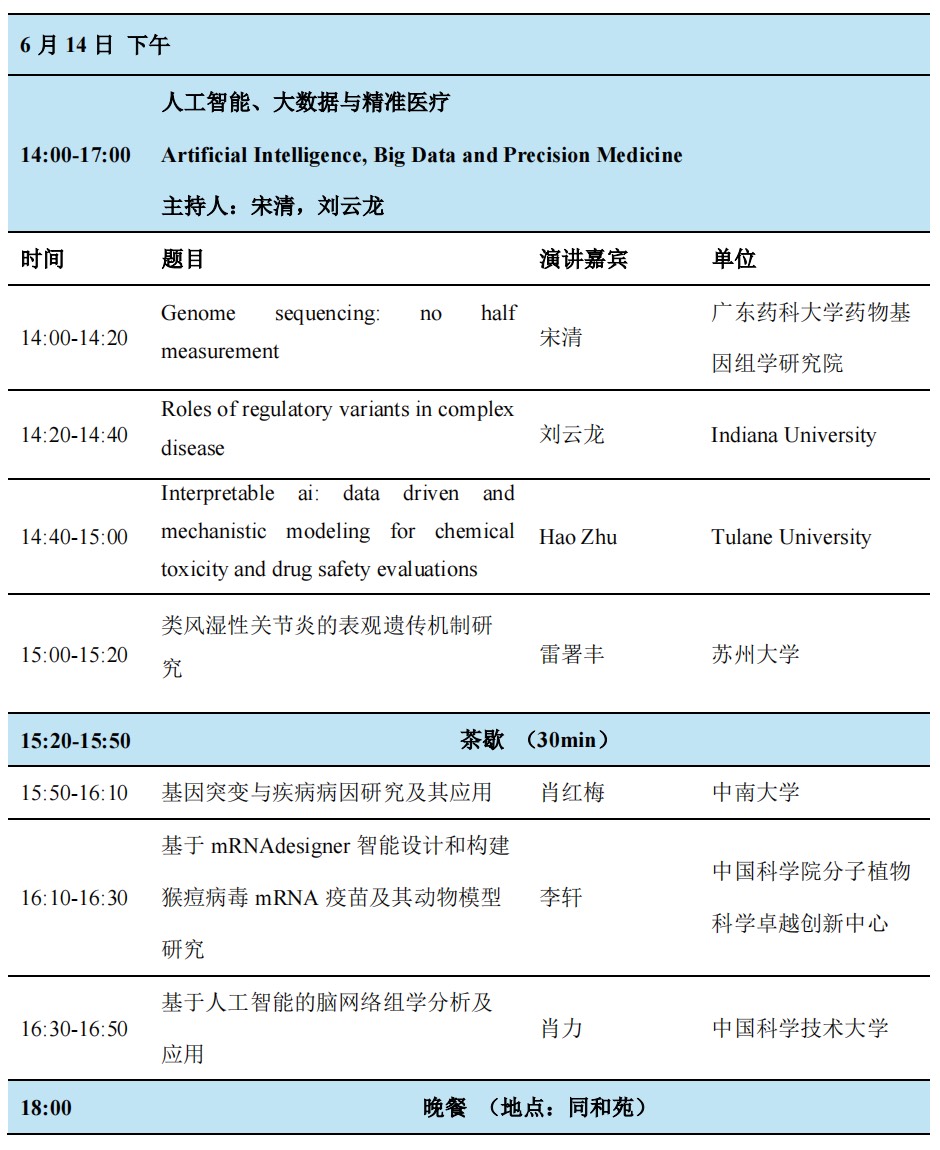 6 月 14 日 下午
人工智能、大数据与精准医疗
14:00-17:00 Artificial Intelligence, Big Data and Precision Medicine
主持人：宋清，刘云龙
时间 题目 演讲嘉宾 单位
14:00-14:20 Genome sequencing: no half
measurement
宋清 广东药科大学药物基
因组学研究院
14:20-14:40 Roles of regulatory variants in complex
disease
刘云龙 Indiana University
14:40-15:00 Interpretable ai: data driven and
mechanistic modeling for chemical
toxicity and drug safety evaluations
Hao Zhu Tulane University
15:00-15:20 类风湿性关节炎的表观遗传机制研
究
雷署丰 苏州大学
15:20-15:50 茶歇 （30min）
15:50-16:10 基因突变与疾病病因研究及其应用 肖红梅 中南大学
16:10-16:30 基于 mRNAdesigner 智能设计和构建
猴痘病毒 mRNA 疫苗及其动物模型
研究
李轩 中国科学院分子植物
科学卓越创新中心
16:30-16:50 基于人工智能的脑网络组学分析及
应用
肖力 中国科学技术大学
18:00 晚餐 （地点：同和苑）